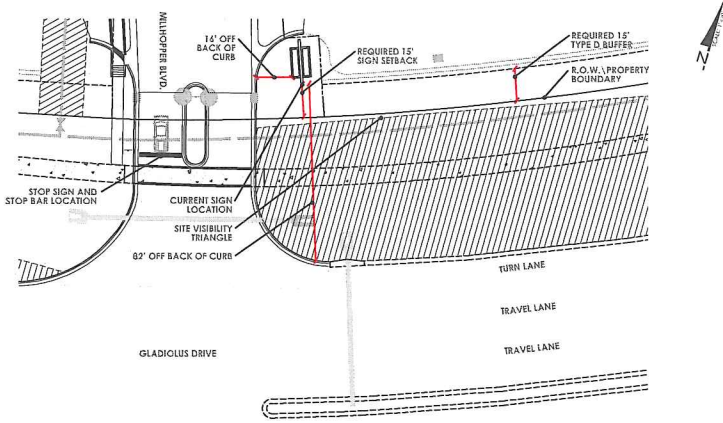 MILLHOPPER BLVD.
16' OFF
BACK OF
CURB
REQUIRED 15'
SIGN SETBACK
REQUIRED 15'
TYPE D BUFFER
R.O.W.\PROPERTY
BOUNDARY
-N-
STOP SIGN AND
STOP BAR LOCATION
CURRENT SIGN
LOCATION
SITE VISIBILITY
TRIANGLE
82' OFF BACK OF CURB
TURN LANE
TRAVEL LANE
TRAVEL LANE
GLADIOLUS DRIVE